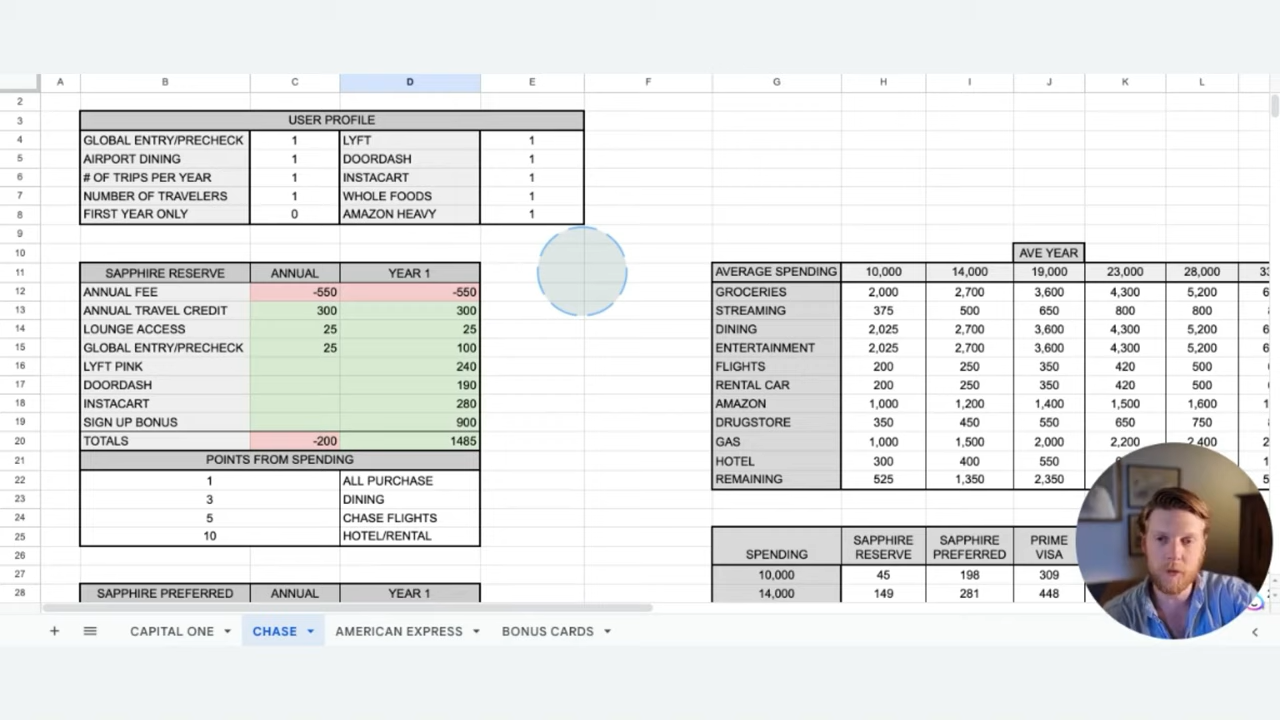 A B C D E F G H I J K L
2
3 USER PROFILE
4 GLOBAL ENTRY/PRECHECK 1 LYFT 1
5 AIRPORT DINING 1 DOORDASH 1
6 # OF TRIPS PER YEAR 1 INSTACART 1
7 NUMBER OF TRAVELERS 1 WHOLE FOODS 1
8 FIRST YEAR ONLY 0 AMAZON HEAVY 1
9
10 AVE YEAR
11 SAPPHIRE RESERVE ANNUAL YEAR 1 AVERAGE SPENDING 10,000 14,000 19,000 23,000 28,000
12 ANNUAL FEE -550 -550 GROCERIES 2,000 2,700 3,600 4,300 5,200
13 ANNUAL TRAVEL CREDIT 300 300 STREAMING 375 500 650 800 800
14 LOUNGE ACCESS 25 25 DINING 2,025 2,700 3,600 4,300 5,200
15 GLOBAL ENTRY/PRECHECK 25 100 ENTERTAINMENT 2,025 2,700 3,600 4,300 5,200
16 LYFT PINK 240 FLIGHTS 200 250 350 420 500
17 DOORDASH 190 RENTAL CAR 200 250 350 420 500
18 INSTACART 280 AMAZON 1,000 1,200 1,400 1,500 1,600
19 SIGN UP BONUS 900 DRUGSTORE 350 450 550 650 750
20 TOTALS -200 1485 GAS 1,000 1,500 2,000 2,200 2,400
21 POINTS FROM SPENDING HOTEL 300 400 550
22 1 ALL PURCHASE REMAINING 525 1,350 2,350
23 3 DINING
24 5 CHASE FLIGHTS
25 10 HOTEL/RENTAL SPENDING SAPPHIRE RESERVE SAPPHIRE PREFERRED PRIME VISA
26
27 10,000 45 198 309
28 SAPPHIRE PREFERRED ANNUAL YEAR 1 14,000 149 281 448
+ CAPITAL ONE CHASE AMERICAN EXPRESS BONUS CARDS